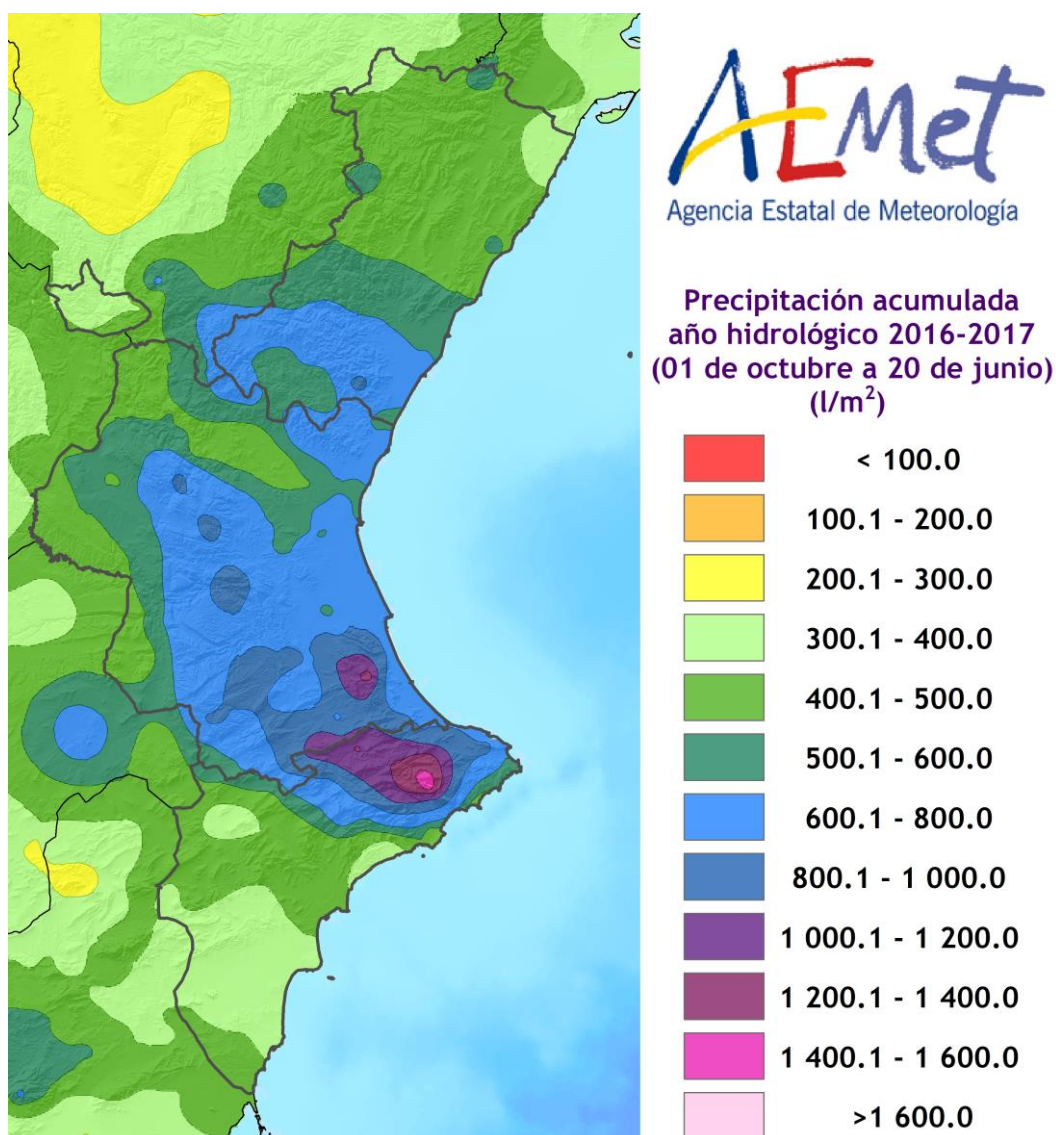 AEMet
Agencia Estatal de Meteorología
Precipitación acumulada
año hidrológico 2016-2017
(01 de octubre a 20 de junio)
(l/m²)
< 100.0
100.1 - 200.0
200.1 - 300.0
300.1 - 400.0
400.1 - 500.0
500.1 - 600.0
600.1 - 800.0
800.1 - 1 000.0
1 000.1 - 1 200.0
1 200.1 - 1 400.0
1 400.1 - 1 600.0
>1 600.0